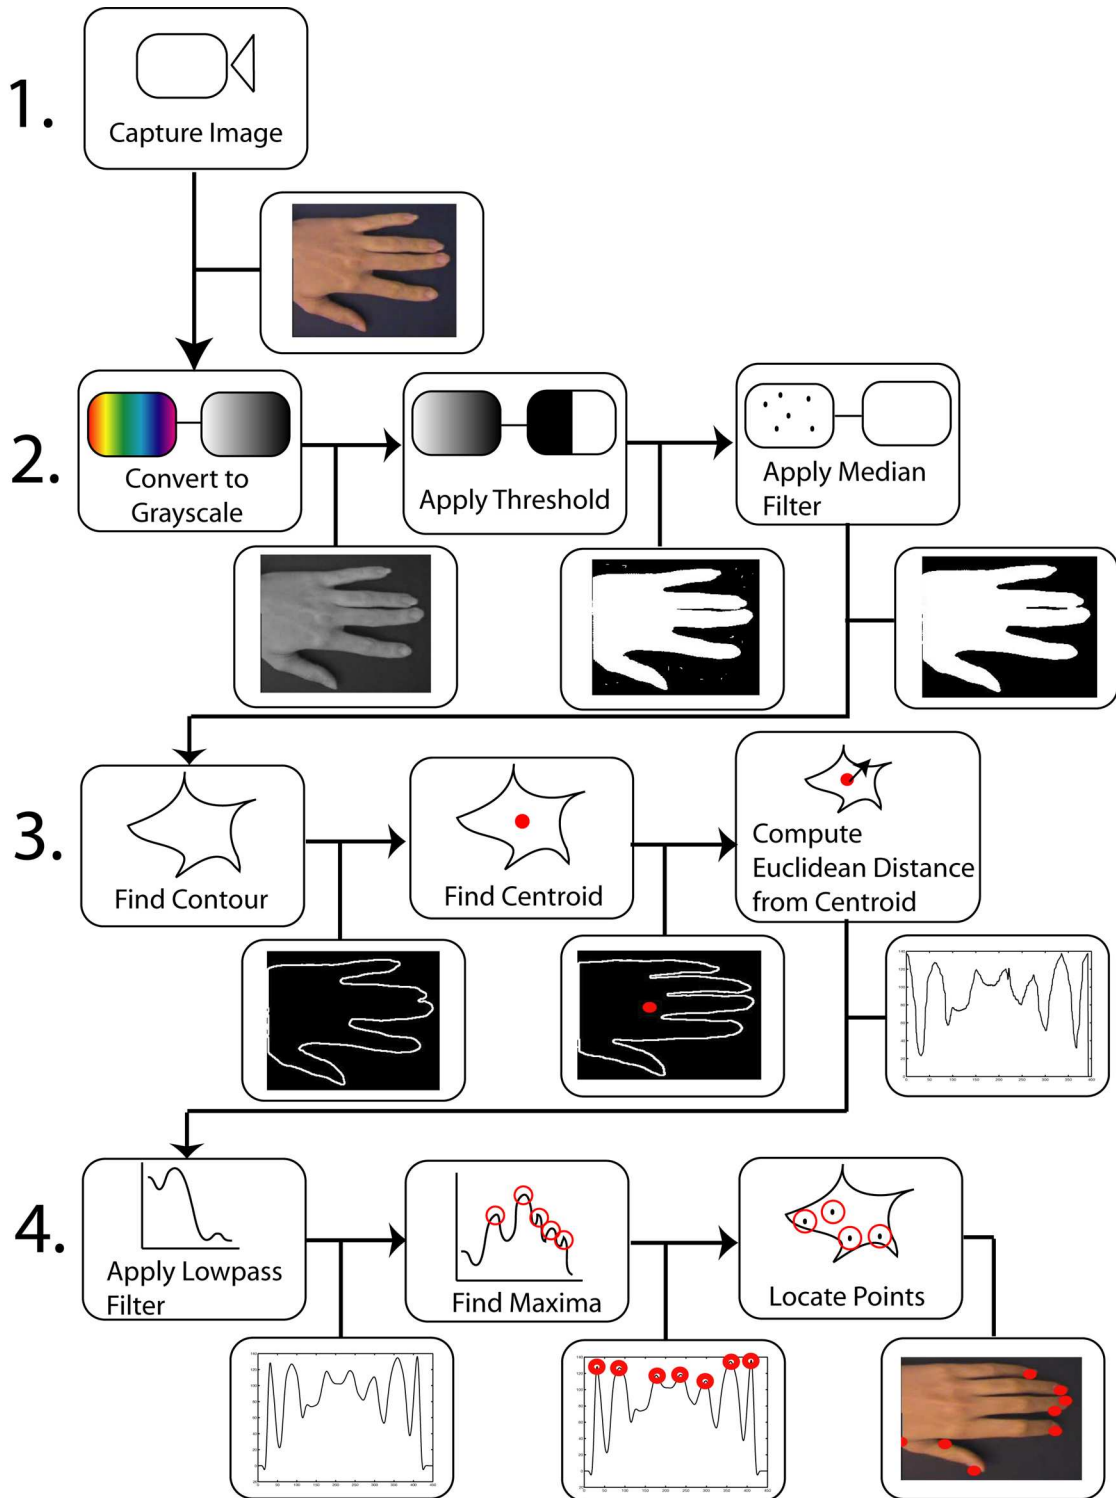 1.
Capture Image
2.
Convert to
Grayscale
Apply Threshold
Apply Median
Filter
3.
Find Contour
Find Centroid
Compute
Euclidean Distance
from Centroid
4.
Apply Lowpass
Filter
Find Maxima
Locate Points